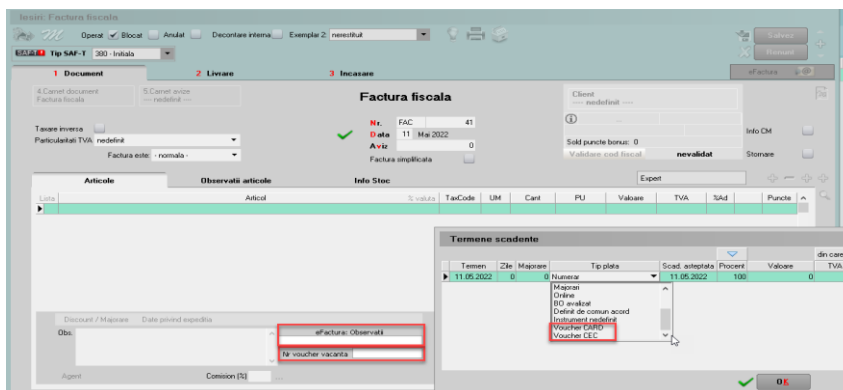 Iesiri: Factura fiscala
Operat Blocat Anulat Decontare interna Exemplar 2 nerestituit
Salvez
Renunt
Tip SAF-T 380 - Initiala
1 Document 2 Livrare 3 Incasare
eFactura
4.Carnet document
Factura fiscala
5.Carnet avize
--- nedefinit ---
Factura fiscala
Client
--- nedefinit ---
Nr. FAC 41
Data 11 Mai 2022
Aviz 0
Factura simplificata
Taxare inversa
Particularitati TVA nedefinit
Factura este: - normala -
Sold puncte bonus: 0
Validare cod fiscal nevalidat
Info CM
Stornare
Articole Observatii articole Info Stoc
Expert
Lista Articol % valuta TaxCode UM Cant PU Valoare TVA %Ad Puncte
Termene scadente
din care
Termen Zile Majorare Tip plata Scad. asteptata Procent Valoare TVA
11.05.2022 0 0 Numerar 11.05.2022 100 0
Majorari
Online
BO avalizat
Definit de comun acord
Instrument nedefinit
Voucher CARD
Voucher CEC
Discount / Majorare Date privind expeditia
Obs.
eFactura: Observatii
Nr voucher vacanta
Agent Comision (%) ...
OK